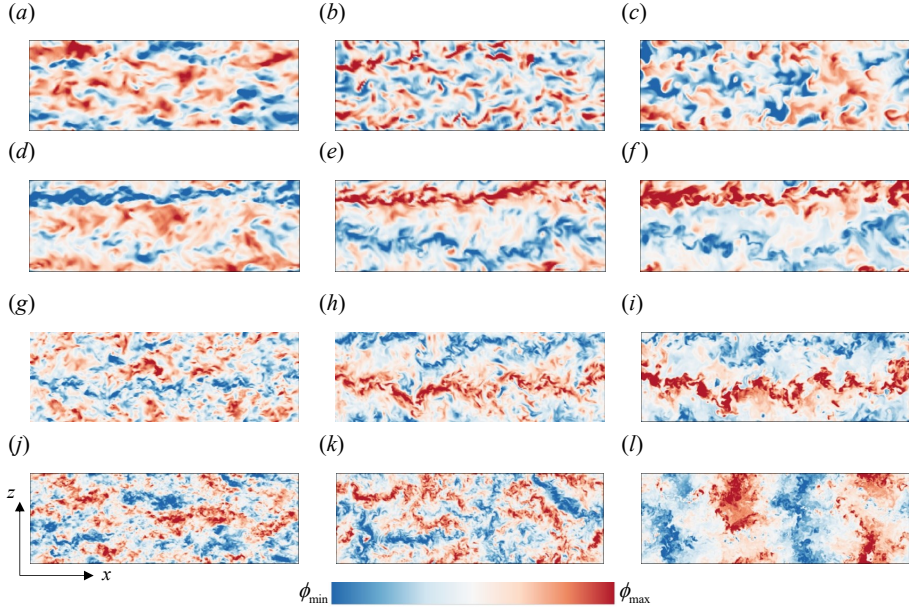 (a) (b) (c)
(d) (e) (f)
(g) (h) (i)
(j) (k) (l)
z
x
ϕmin ϕmax